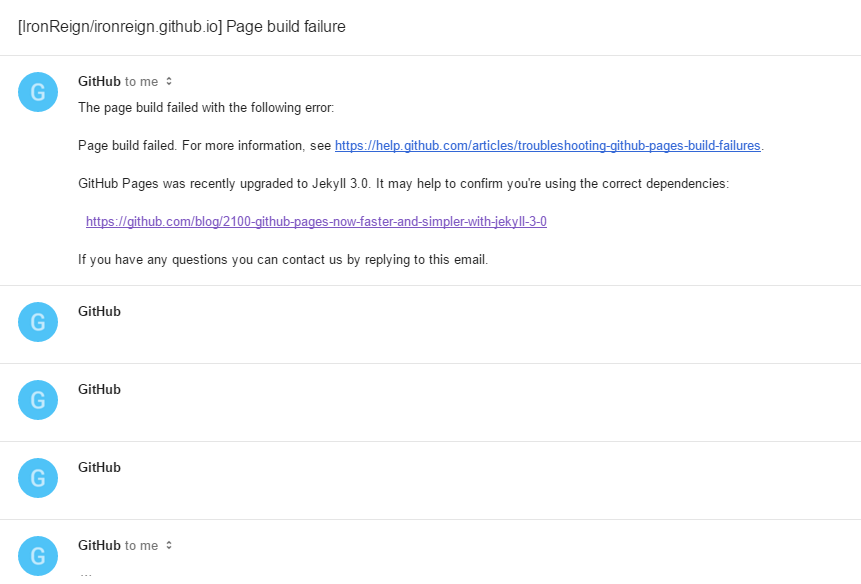 [IronReign/ironreign.github.io] Page build failure
G
GitHub to me
The page build failed with the following error:
Page build failed. For more information, see https://help.github.com/articles/troubleshooting-github-pages-build-failures.
GitHub Pages was recently upgraded to Jekyll 3.0. It may help to confirm you're using the correct dependencies:
https://github.com/blog/2100-github-pages-now-faster-and-simpler-with-jekyll-3-0
If you have any questions you can contact us by replying to this email.
G
GitHub
G
GitHub
G
GitHub
G
GitHub to me
...